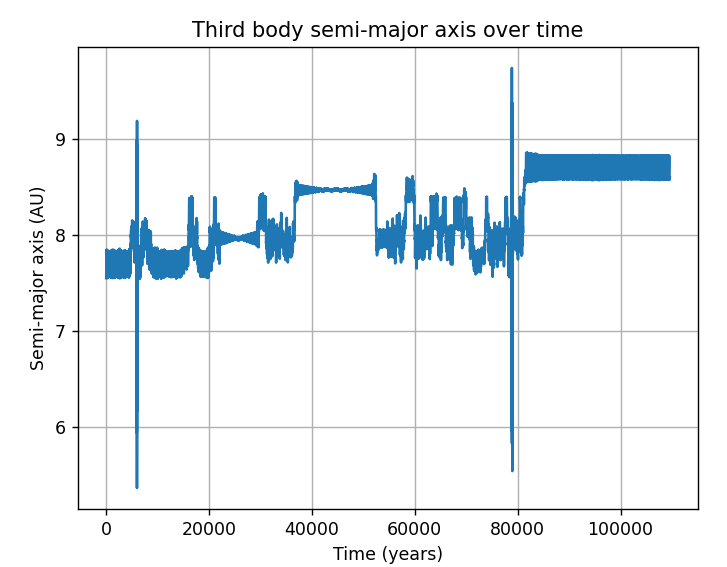 Third body semi-major axis over time
Semi-major axis (AU)
9
8
7
6
0 20000 40000 60000 80000 100000
Time (years)